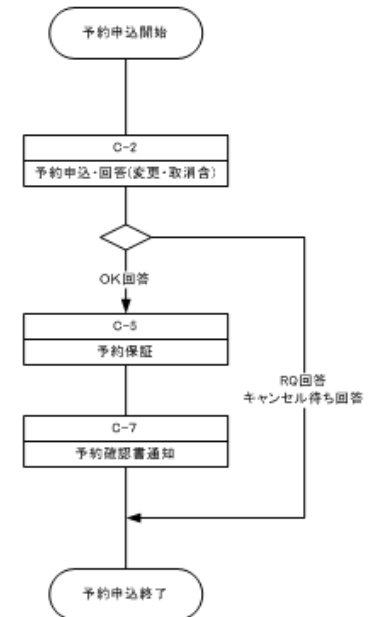 予約申込開始
C-2
予約申込・回答(変更・取消含)
OK回答
C-5
予約保証
RQ回答
キャンセル待ち回答
C-7
予約確認書通知
予約申込終了